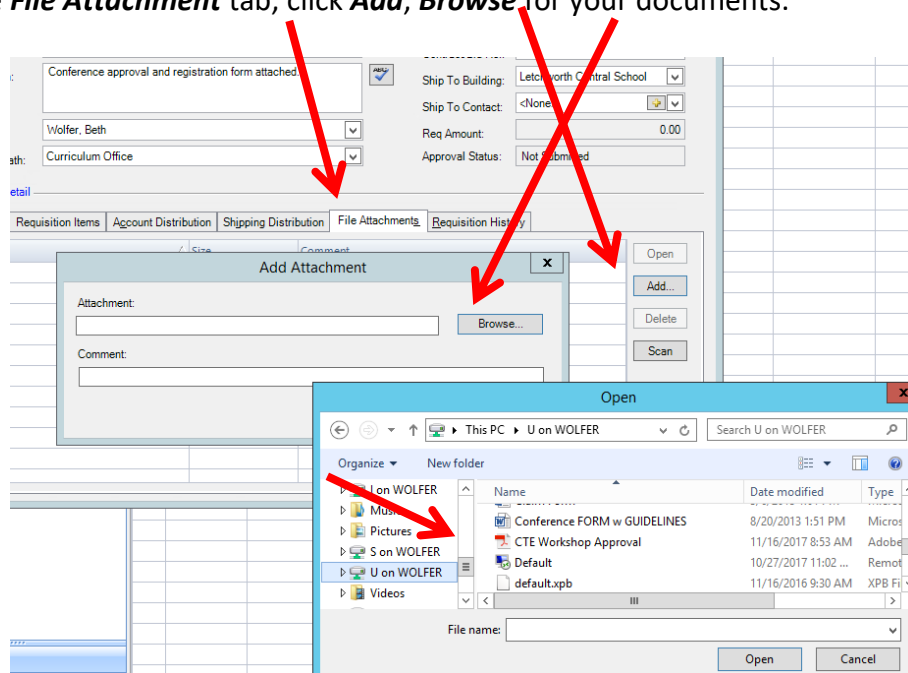 File Attachment tab, click Add, Browse for your documents.
Conference approval and registration form attached.
Ship To Building: Letchworth Central School
Ship To Contact: <None>
Wolfer, Beth
Req Amount: 0.00
ath: Curriculum Office
Approval Status: Not Submitted
etail
Requisition Items Account Distribution Shipping Distribution File Attachments Requisition History
/ Size Comment
Open
Add Attachment x
Add...
Attachment:
Browse...
Delete
Comment:
Scan
Open x
This PC U on WOLFER Search U on WOLFER
Organize New folder
I on WOLFER
Name Date modified Type
Music
Conference FORM w GUIDELINES 8/20/2013 1:51 PM Micros
Pictures
CTE Workshop Approval 11/16/2017 8:53 AM Adobe
S on WOLFER
Default 10/27/2017 11:02 ... Remot
U on WOLFER
default.xpb 11/16/2016 9:30 AM XPB Fi
Videos
File name:
Open Cancel